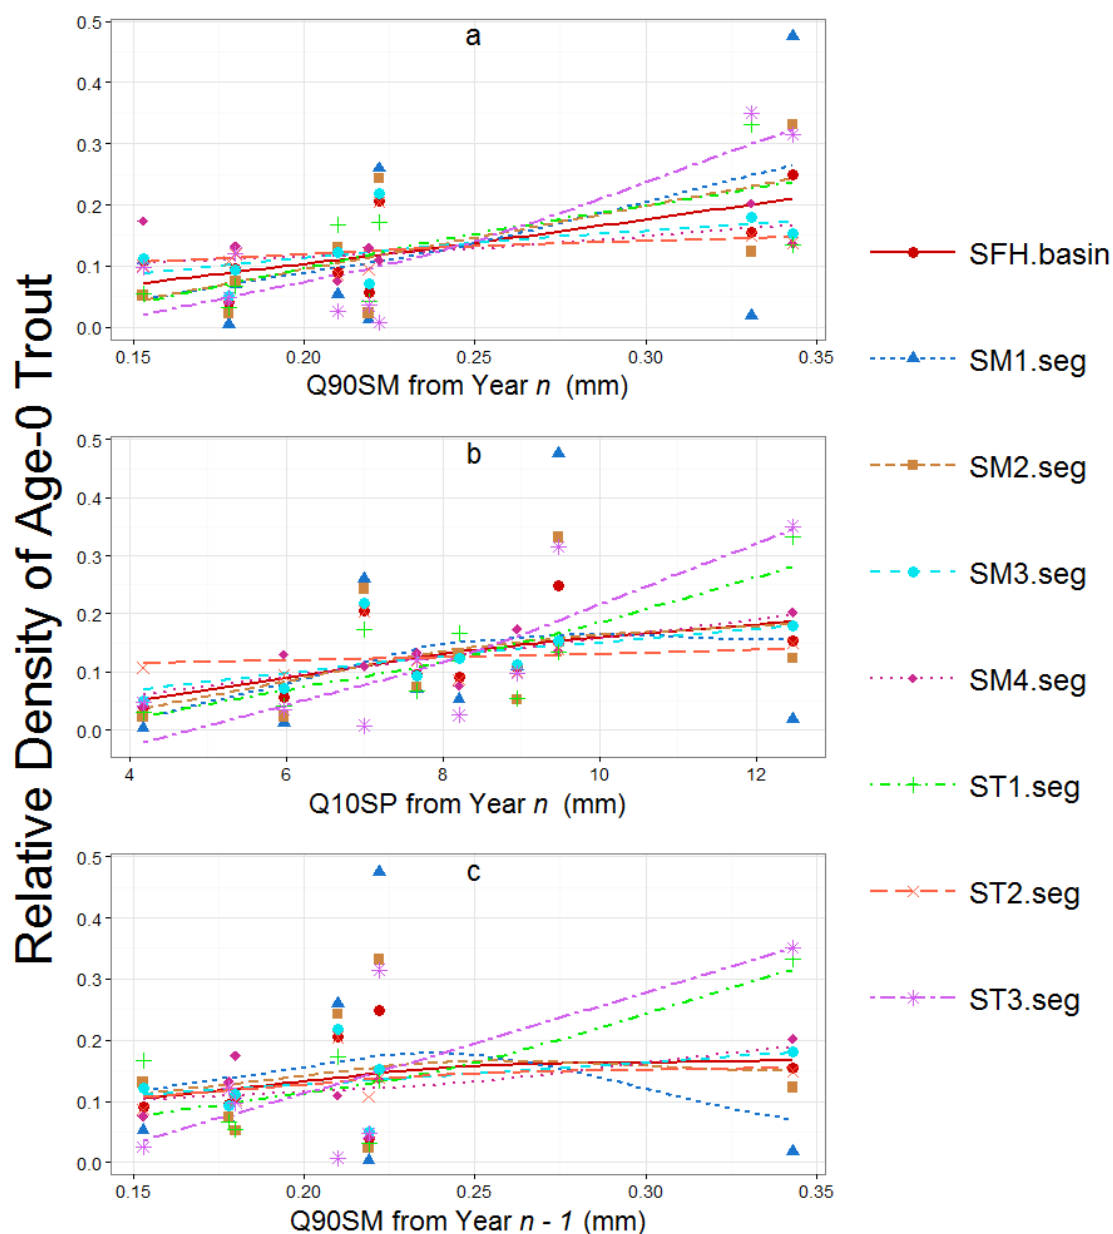 Relative Density of Age-0 Trout
a
0.5
0.4
0.3
0.2
0.1
0.0
0.15 0.20 0.25 0.30 0.35
Q90SM from Year n (mm)
b
0.5
0.4
0.3
0.2
0.1
0.0
4 6 8 10 12
Q10SP from Year n (mm)
c
0.5
0.4
0.3
0.2
0.1
0.0
0.15 0.20 0.25 0.30 0.35
Q90SM from Year n - 1 (mm)
SFH.basin
SM1.seg
SM2.seg
SM3.seg
SM4.seg
ST1.seg
ST2.seg
ST3.seg